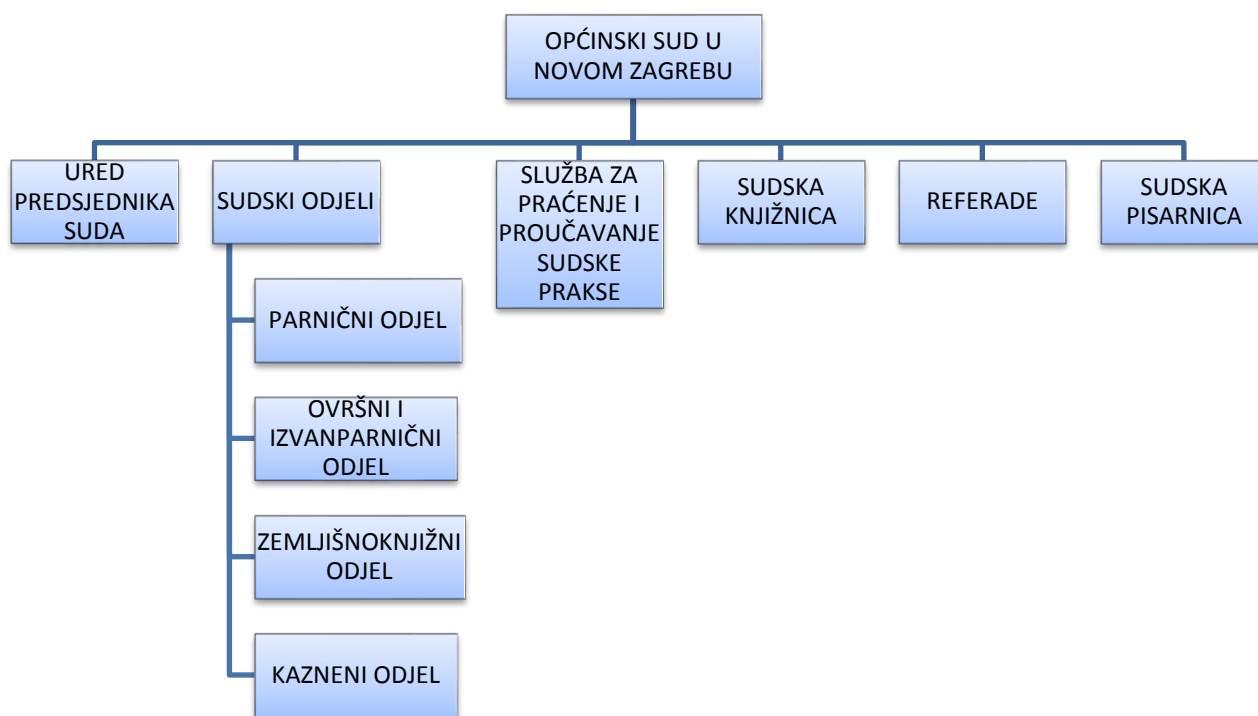 OPĆINSKI SUD U
NOVOM ZAGREBU
URED
PREDSJEDNIKA
SUDA
SUDSKI ODJELI
SLUŽBA ZA
PRAĆENJE I
PROUČAVANJE
SUDSKE
PRAKSE
SUDSKA
KNJIŽNICA
REFERADE
SUDSKA
PISARNICA
PARNIČNI ODJEL
OVRŠNI I
IZVANPARNIČNI
ODJEL
ZEMLJIŠNOKNJIŽNI
ODJEL
KAZNENI ODJEL